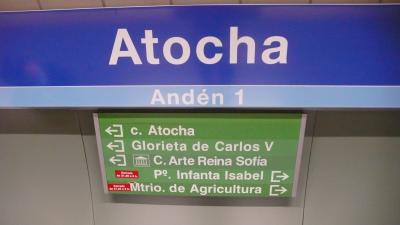 Atocha
Andén 1
c. Atocha
Glorieta de Carlos V
C. Arte Reina Sofía
Pº. Infanta Isabel
Mtrio. de Agricultura